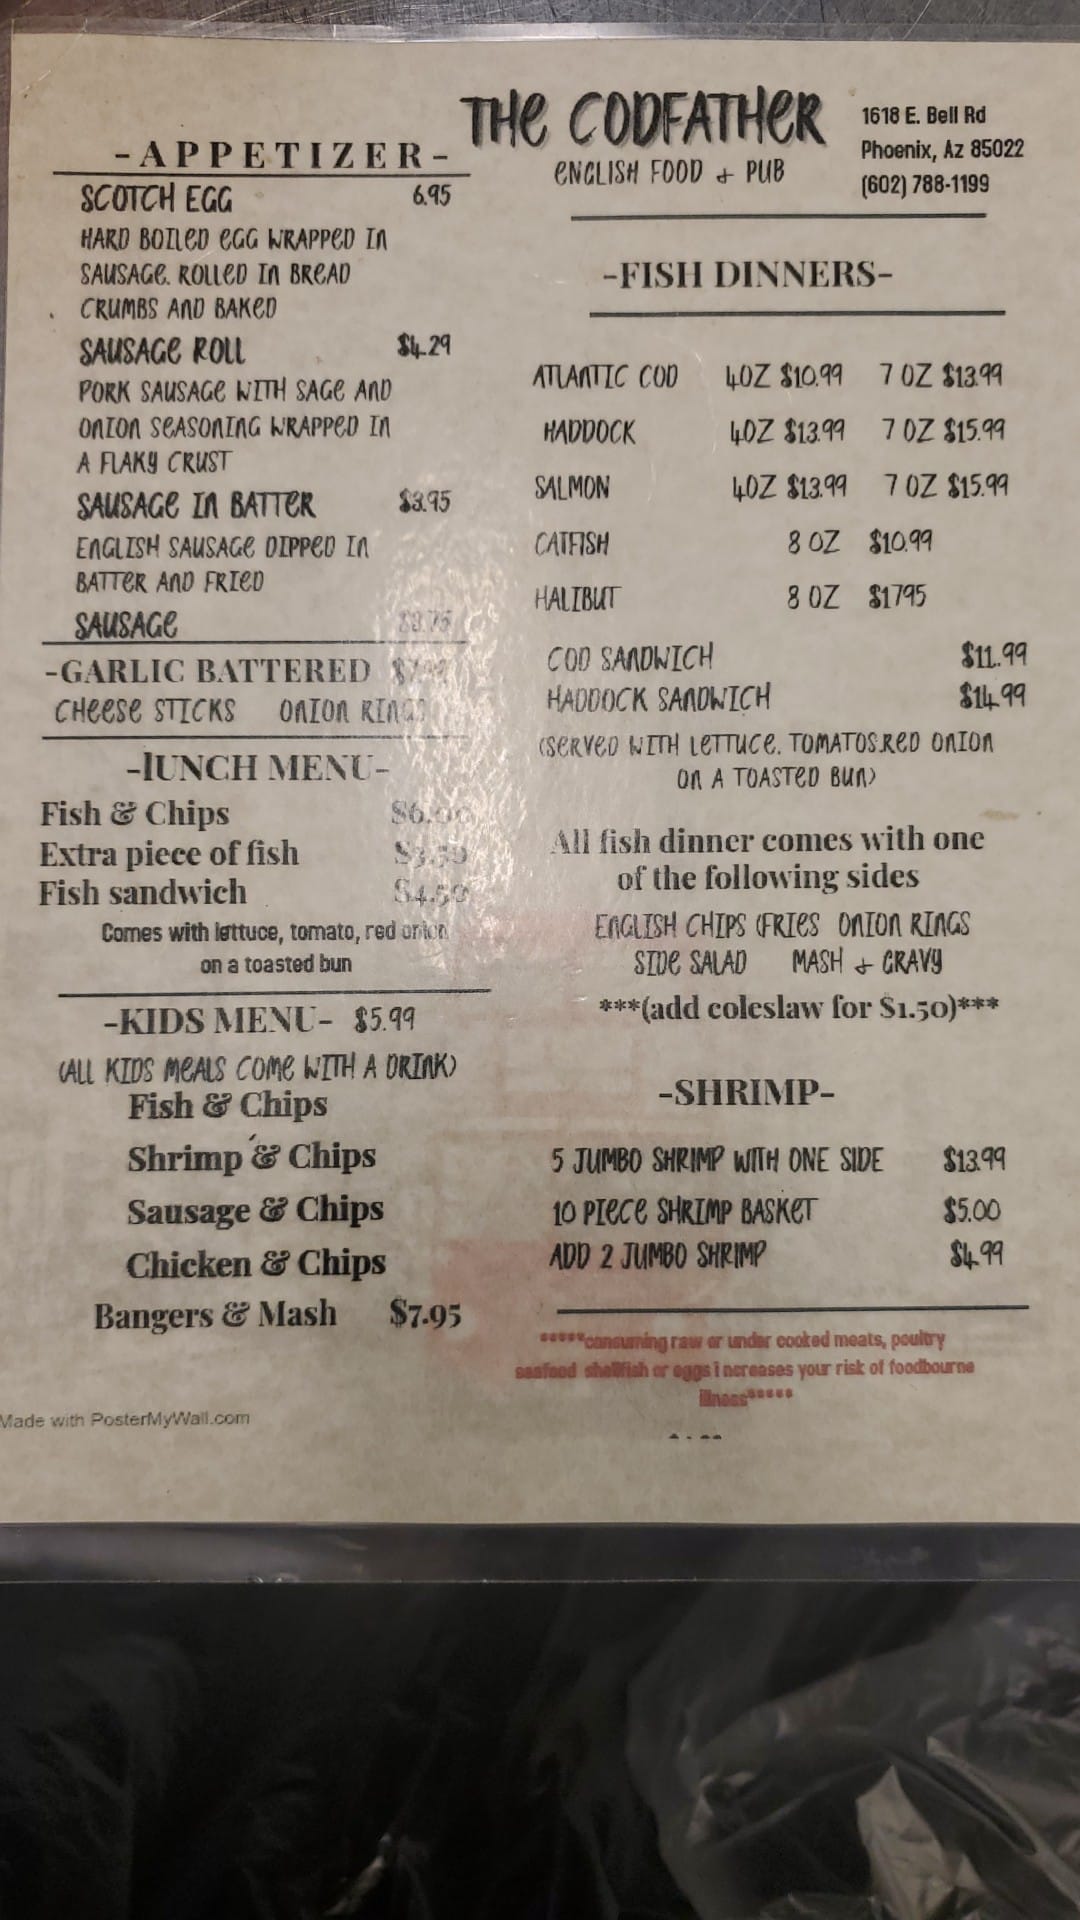 THE CODFATHER
ENGLISH FOOD + PUB
1618 E. Bell Rd
Phoenix, Az 85022
(602) 788-1199
-APPETIZER-
SCOTCH EGG 6.95
HARD BOILED EGG WRAPPED IN
SAUSAGE. ROLLED IN BREAD
CRUMBS AND BAKED
SAUSAGE ROLL $4.29
PORK SAUSAGE WITH SAGE AND
ONION SEASONING WRAPPED IN
A FLAKY CRUST
SAUSAGE IN BATTER $3.95
ENGLISH SAUSAGE DIPPED IN
BATTER AND FRIED
SAUSAGE
-GARLIC BATTERED
CHEESE STICKS ONION RINGS
-lUNCH MENU-
Fish & Chips
Extra piece of fish $3.50
Fish sandwich $4.50
Comes with lettuce, tomato, red onion
on a toasted bun
-KIDS MENU- $5.99
(ALL KIDS MEALS COME WITH A DRINK)
Fish & Chips
Shrimp & Chips
Sausage & Chips
Chicken & Chips
Bangers & Mash $7.95
Made with PosterMyWall.com
-FISH DINNERS-
ATLANTIC COD 4OZ $10.99 7 OZ $13.99
HADDOCK 4OZ $13.99 7 OZ $15.99
SALMON 4OZ $13.99 7 OZ $15.99
CATFISH 8 OZ $10.99
HALIBUT 8 OZ $1795
COD SANDWICH $11.99
HADDOCK SANDWICH $14.99
(SERVED WITH LETTUCE. TOMATOS,RED ONION
ON A TOASTED BUN)
All fish dinner comes with one
of the following sides
ENGLISH CHIPS (FRIES ONION RINGS
SIDE SALAD MASH + GRAVY
***(add coleslaw for $1.50)***
-SHRIMP-
5 JUMBO SHRIMP WITH ONE SIDE $13.99
10 PIECE SHRIMP BASKET $5.00
ADD 2 JUMBO SHRIMP $4.99
*****consuming raw or under cooked meats, poultry
seafood shellfish or eggs i ncreases your risk of foodbourne
illness*****